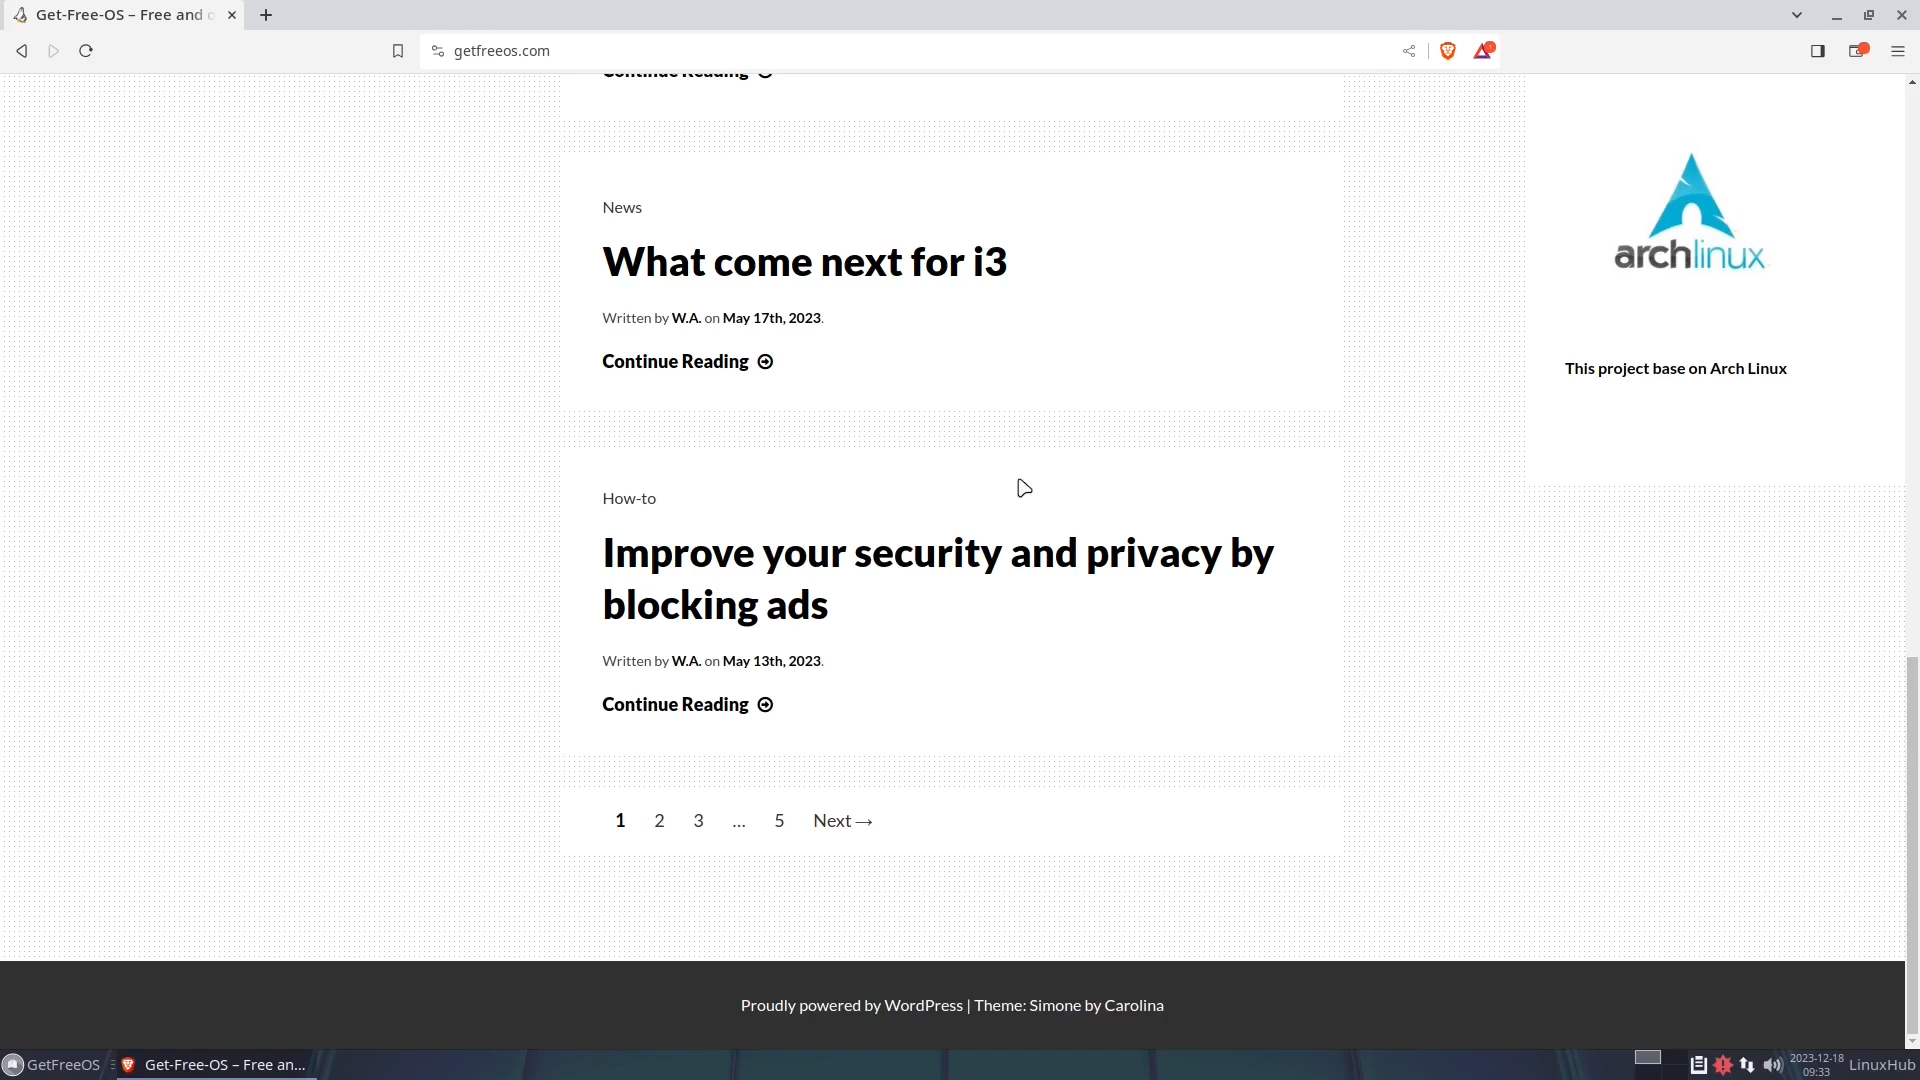 Get-Free-OS – Free and o
getfreeos.com
1
Continue Reading
News
What come next for i3
Written by W.A. on May 17th, 2023.
Continue Reading
archlinux
This project base on Arch Linux
How-to
Improve your security and privacy by
blocking ads
Written by W.A. on May 13th, 2023.
Continue Reading
1 2 3 … 5 Next →
Proudly powered by WordPress | Theme: Simone by Carolina
GetFreeOS
Get-Free-OS – Free an...
2023-12-18
09:33
LinuxHub